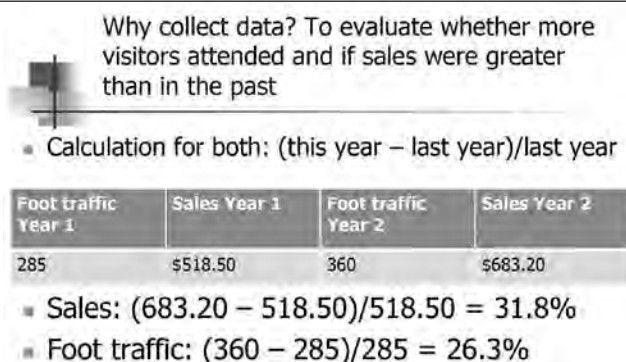 Why collect data? To evaluate whether more
visitors attended and if sales were greater
than in the past
Calculation for both: (this year – last year)/last year
Foot traffic Year 1 Sales Year 1 Foot traffic Year 2 Sales Year 2
285 $518.50 360 $683.20
Sales: (683.20 – 518.50)/518.50 = 31.8%
Foot traffic: (360 – 285)/285 = 26.3%